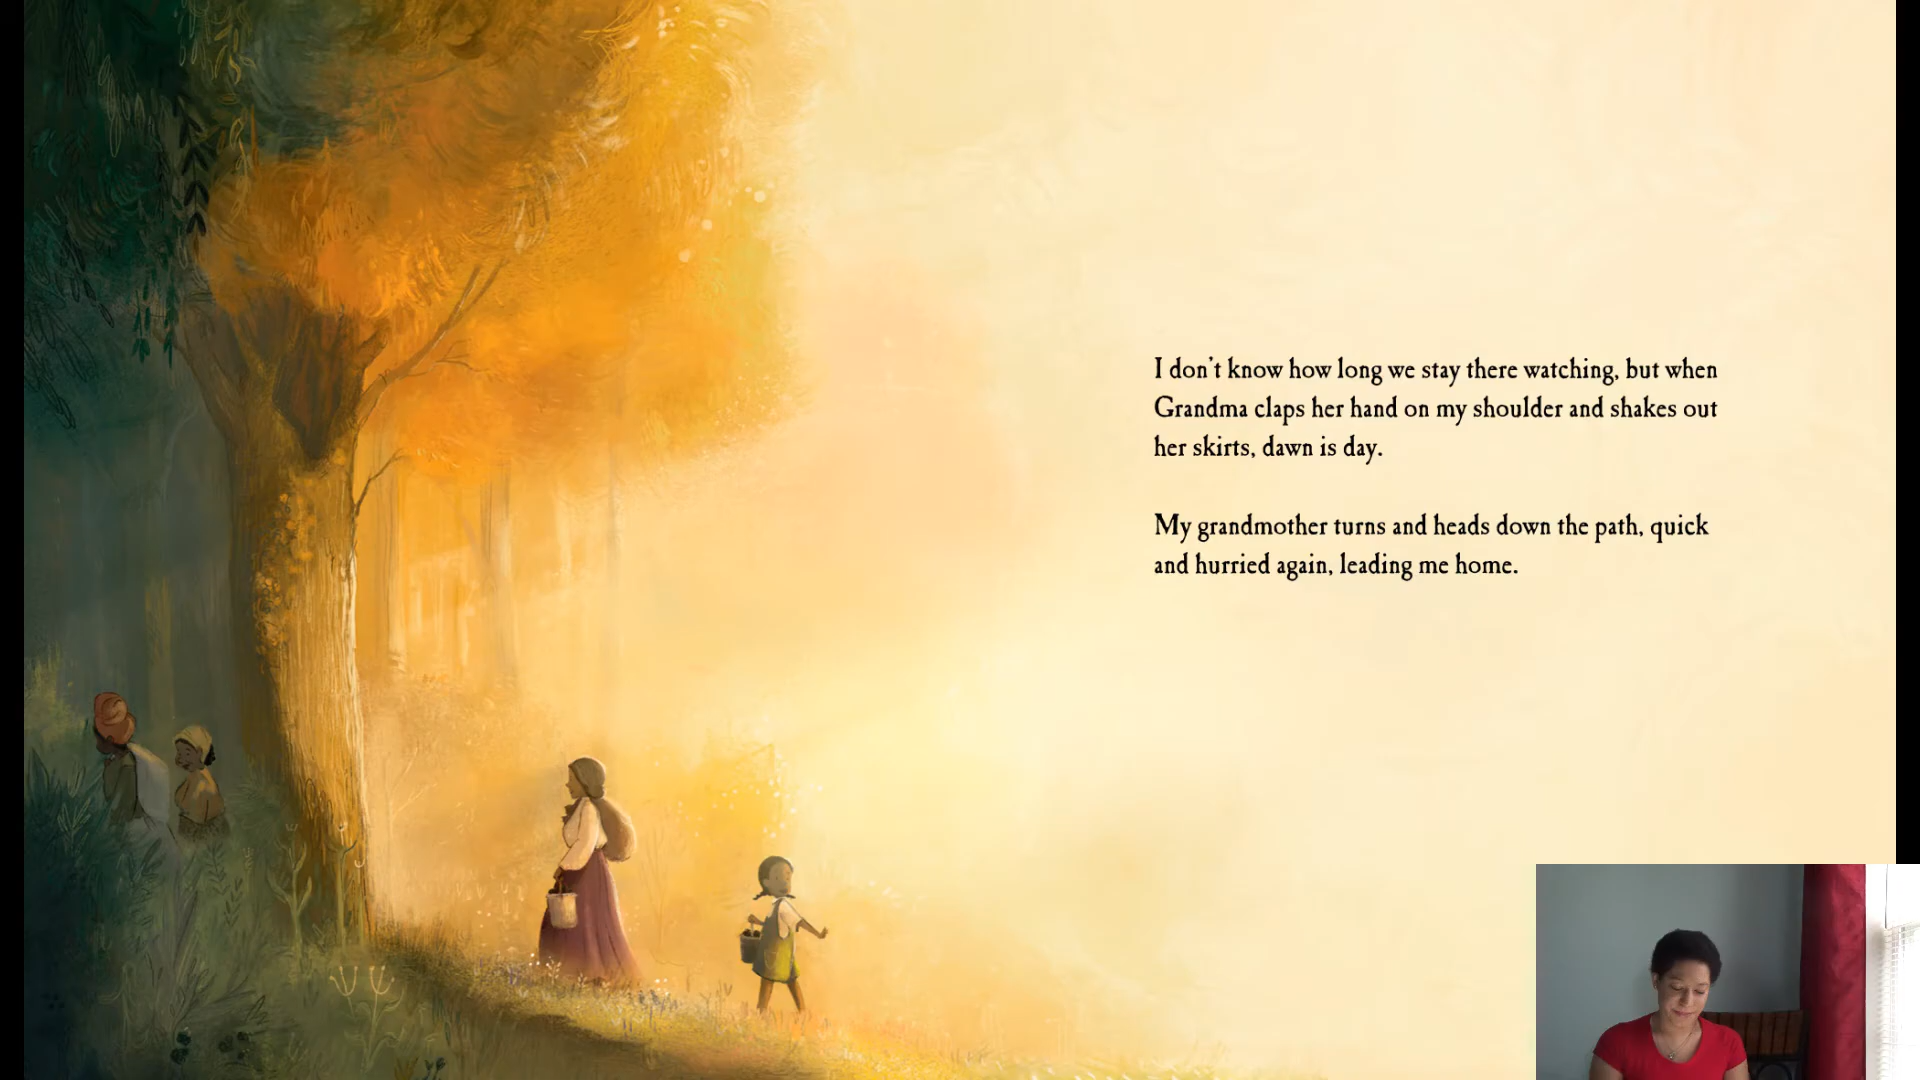 I don't know how long we stay there watching, but when
Grandma claps her hand on my shoulder and shakes out
her skirts, dawn is day.
My grandmother turns and heads down the path, quick
and hurried again, leading me home.